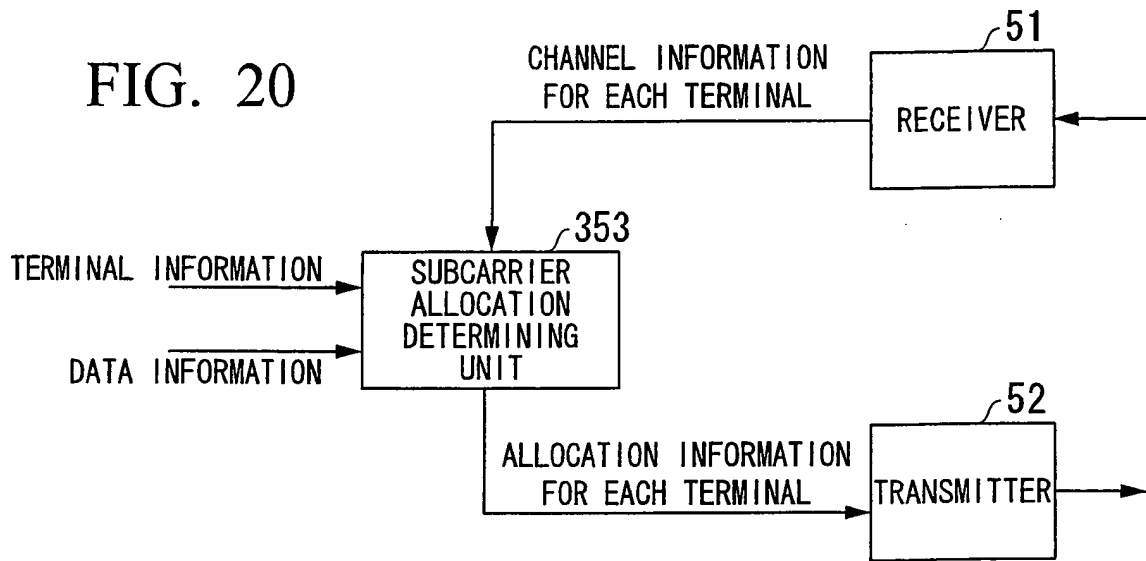 FIG. 20
CHANNEL INFORMATION
FOR EACH TERMINAL
51
RECEIVER
353
TERMINAL INFORMATION
DATA INFORMATION
SUBCARRIER
ALLOCATION
DETERMINING
UNIT
ALLOCATION INFORMATION
FOR EACH TERMINAL
52
TRANSMITTER